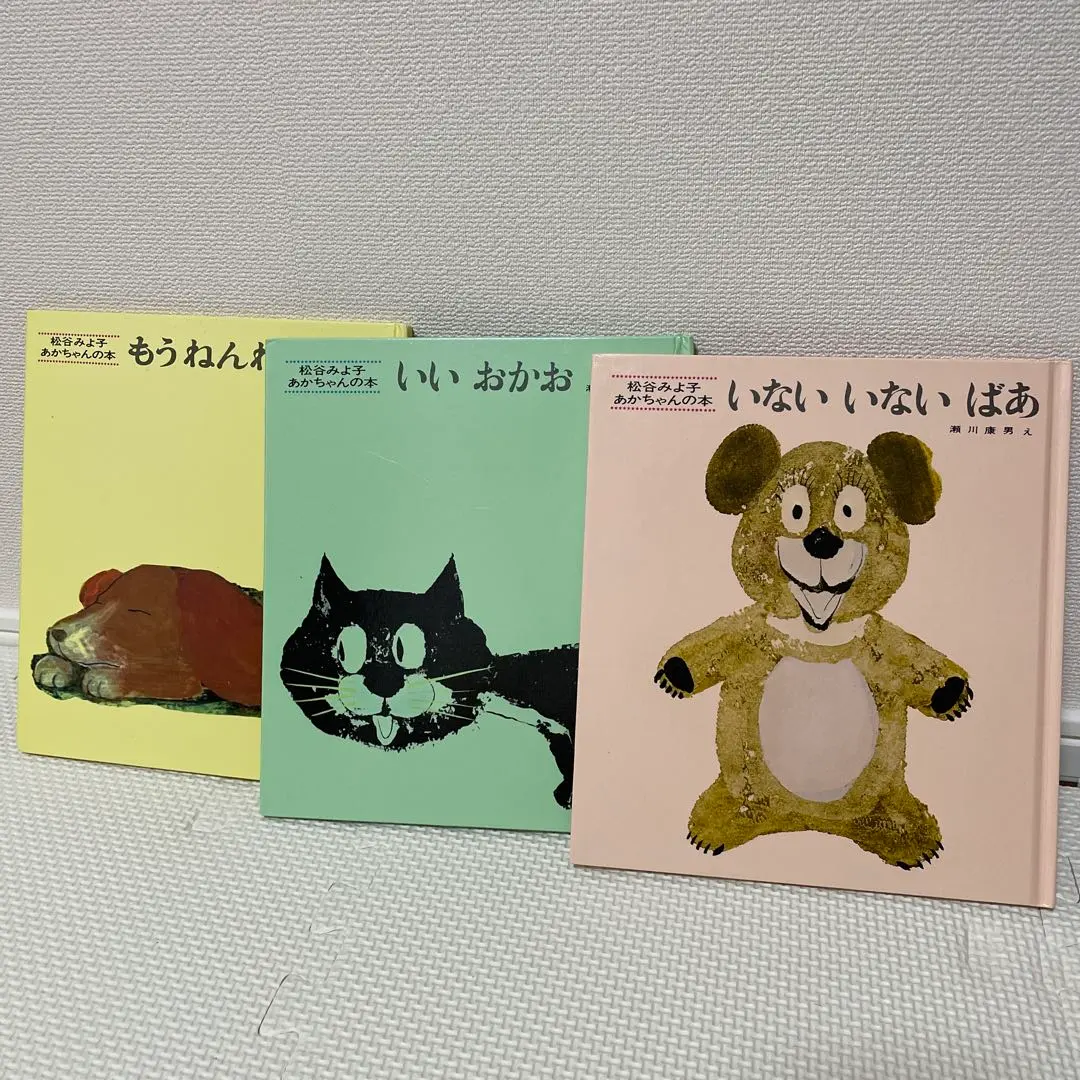 松谷みよ子
あかちゃんの本
もうねんね
松谷みよ子
あかちゃんの本
いい おかお
松谷みよ子
あかちゃんの本
いない いない ばあ
瀬川康男 え